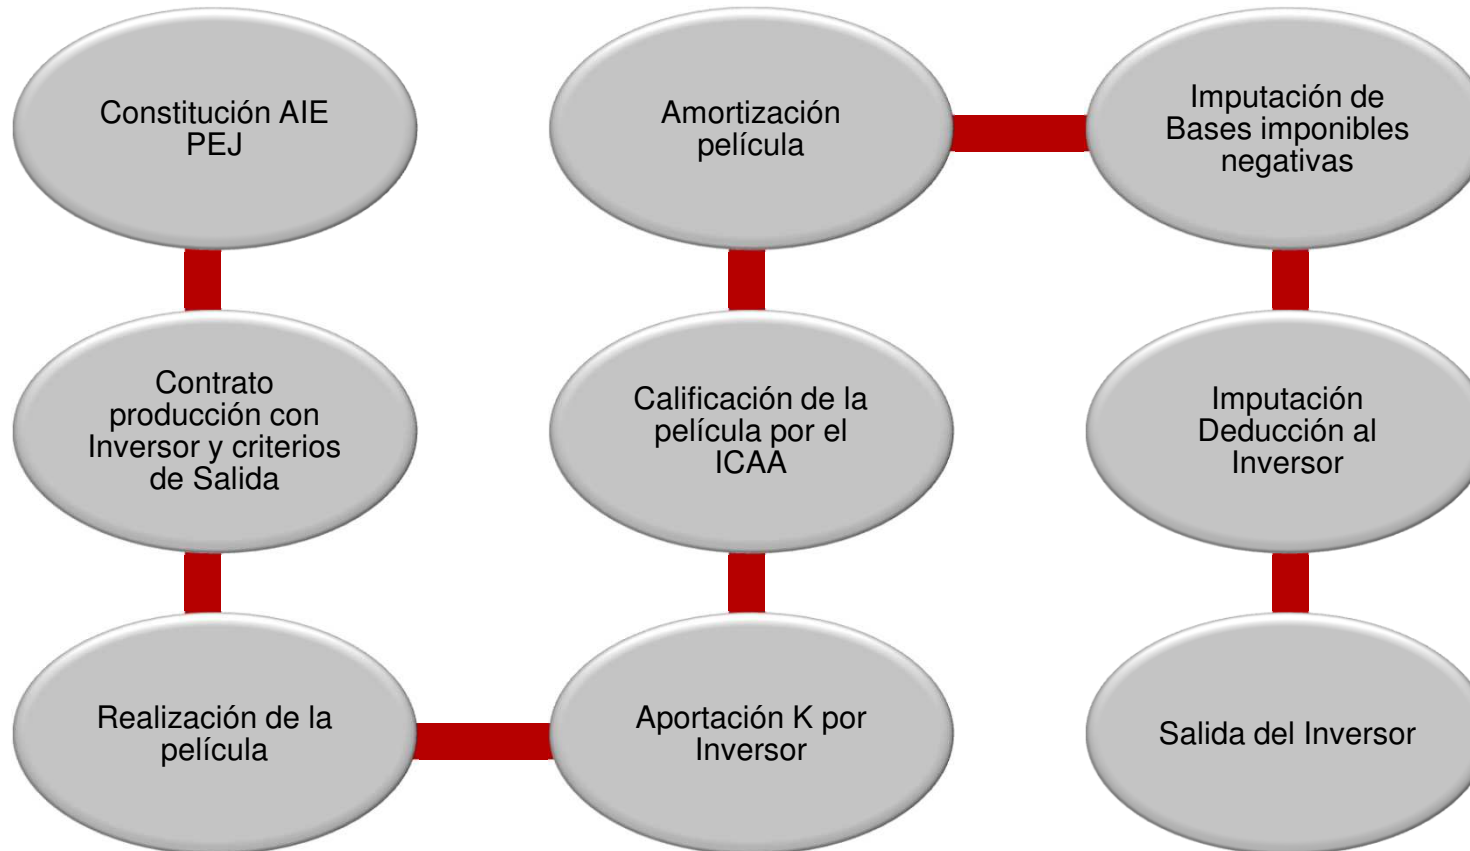 Constitución AIE
PEJ
Contrato
producción con
Inversor y criterios
de Salida
Realización de la
película
Aportación K por
Inversor
Calificación de la
película por el
ICAA
Amortización
película
Imputación de
Bases imponibles
negativas
Imputación
Deducción al
Inversor
Salida del Inversor